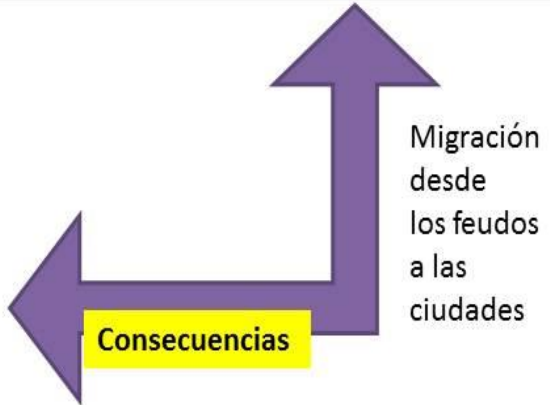 Migración
desde
los feudos
a las
ciudades
Consecuencias